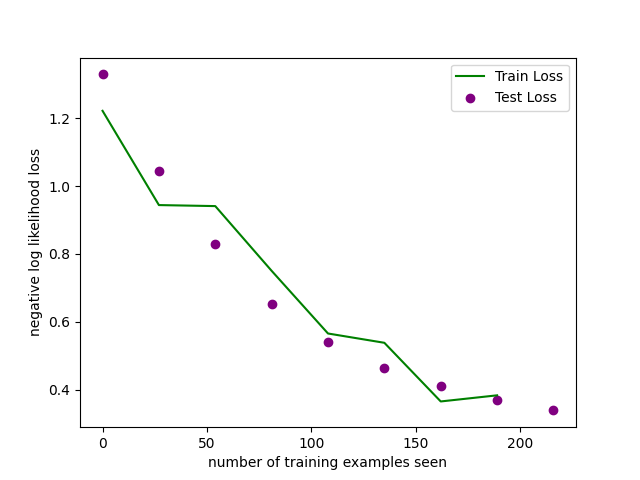 Train Loss
Test Loss
1.2
1.0
0.8
0.6
0.4
negative log likelihood loss
0 50 100 150 200
number of training examples seen